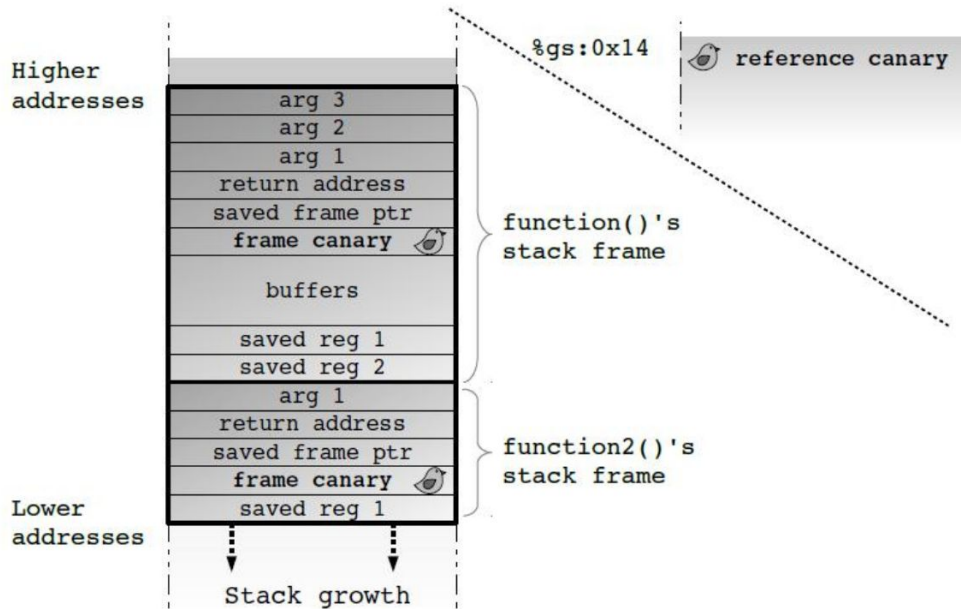 %gs:0x14
reference canary
Higher
addresses
arg 3
arg 2
arg 1
return address
saved frame ptr
frame canary
buffers
saved reg 1
saved reg 2
function()'s
stack frame
arg 1
return address
saved frame ptr
frame canary
saved reg 1
function2()'s
stack frame
Lower
addresses
Stack growth